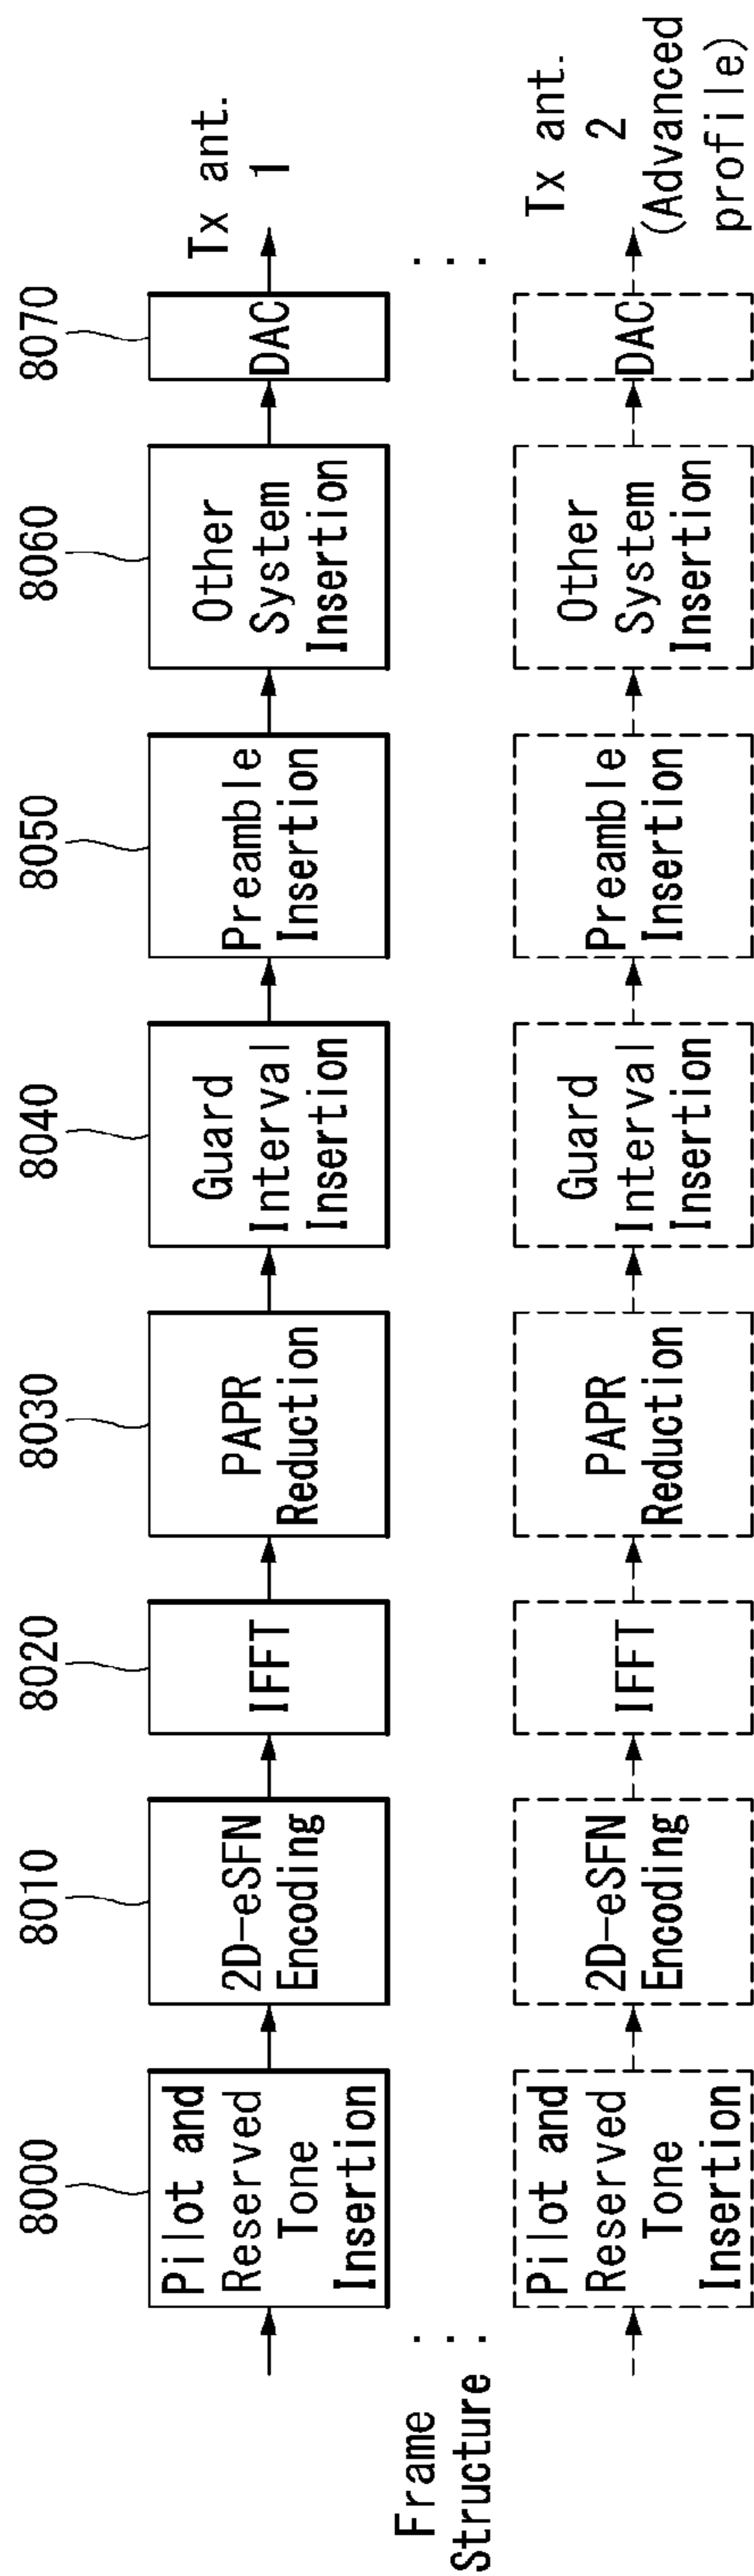 8000
8010
8020
8030
8040
8050
8060
8070
Pilot and
Reserved
Tone
Insertion
2D-eSFN
Encoding
IFFT
PAPR
Reduction
Guard
Interval
Insertion
Preamble
Insertion
Other
System
Insertion
DAC
Tx ant.
1
Frame
Structure
...
...
Pilot and
Reserved
Tone
Insertion
2D-eSFN
Encoding
IFFT
PAPR
Reduction
Guard
Interval
Insertion
Preamble
Insertion
Other
System
Insertion
DAC
Tx ant.
2
(Advanced
profile)